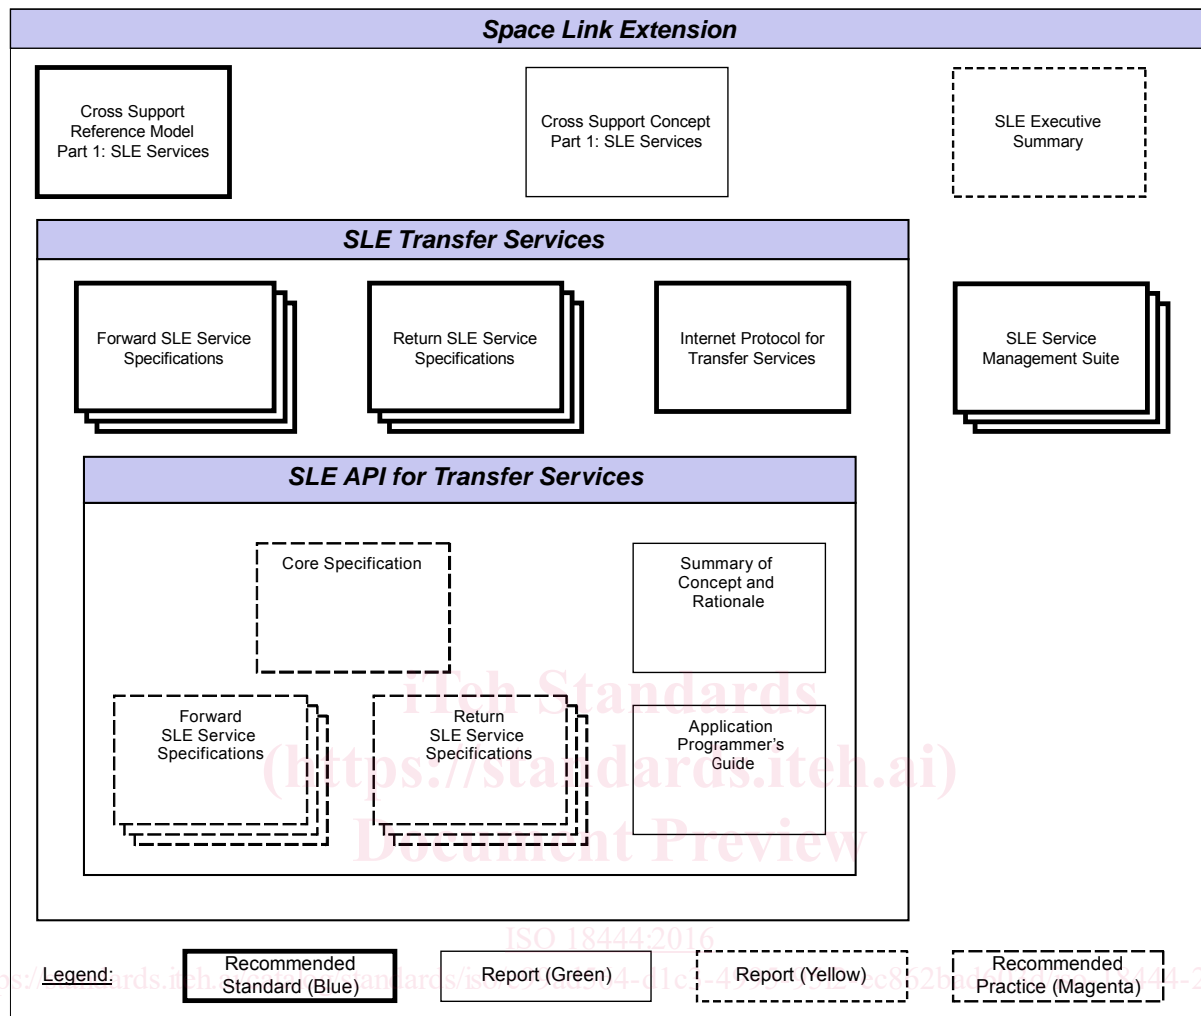 Space Link Extension
Cross Support
Reference Model
Part 1: SLE Services
Cross Support Concept
Part 1: SLE Services
SLE Executive
Summary
SLE Transfer Services
Forward SLE Service
Specifications
Return SLE Service
Specifications
Internet Protocol for
Transfer Services
SLE Service
Management Suite
SLE API for Transfer Services
Core Specification
Summary of
Concept and
Rationale
Forward
SLE Service
Specifications
Return
SLE Service
Specifications
Application
Programmer's
Guide
iTeh Standards
(https://standards.iteh.ai)
Document Preview
ISO 18444:2016
Legend:
Recommended
Standard (Blue)
Report (Green)
Report (Yellow)
Recommended
Practice (Magenta)